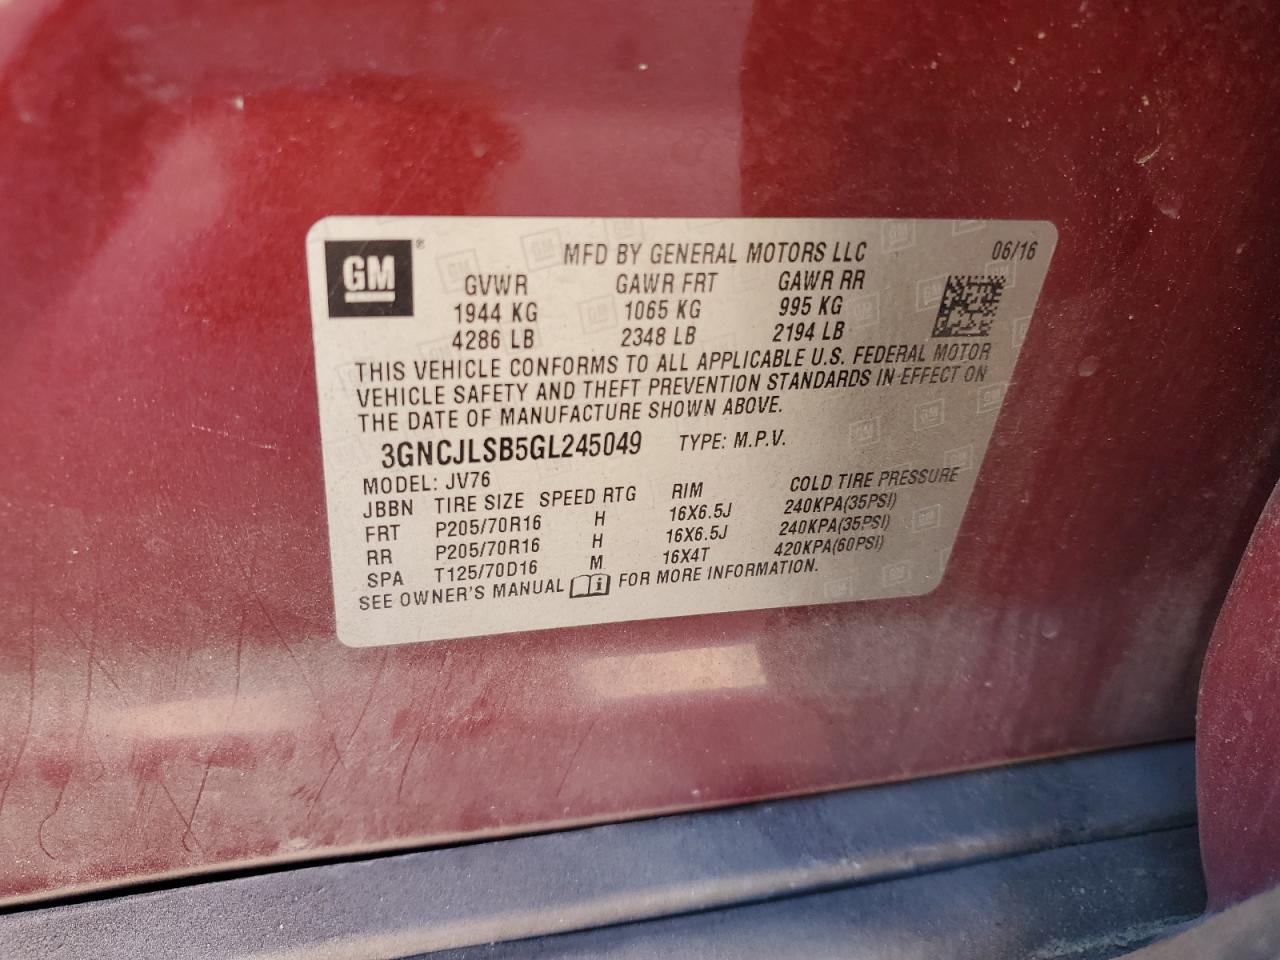 GM ® MFD BY GENERAL MOTORS LLC 06/16
GVWR GAWR FRT GAWR RR
1944 KG 1065 KG 995 KG
4286 LB 2348 LB 2194 LB
THIS VEHICLE CONFORMS TO ALL APPLICABLE U.S. FEDERAL MOTOR
VEHICLE SAFETY AND THEFT PREVENTION STANDARDS IN EFFECT ON
THE DATE OF MANUFACTURE SHOWN ABOVE.
3GNCJLSB5GL245049 TYPE: M.P.V.
MODEL: JV76
JBBN TIRE SIZE SPEED RTG RIM COLD TIRE PRESSURE
FRT P205/70R16 H 16X6.5J 240KPA(35PSI)
RR P205/70R16 H 16X6.5J 240KPA(35PSI)
SPA T125/70D16 M 16X4T 420KPA(60PSI)
SEE OWNER'S MANUAL i FOR MORE INFORMATION.